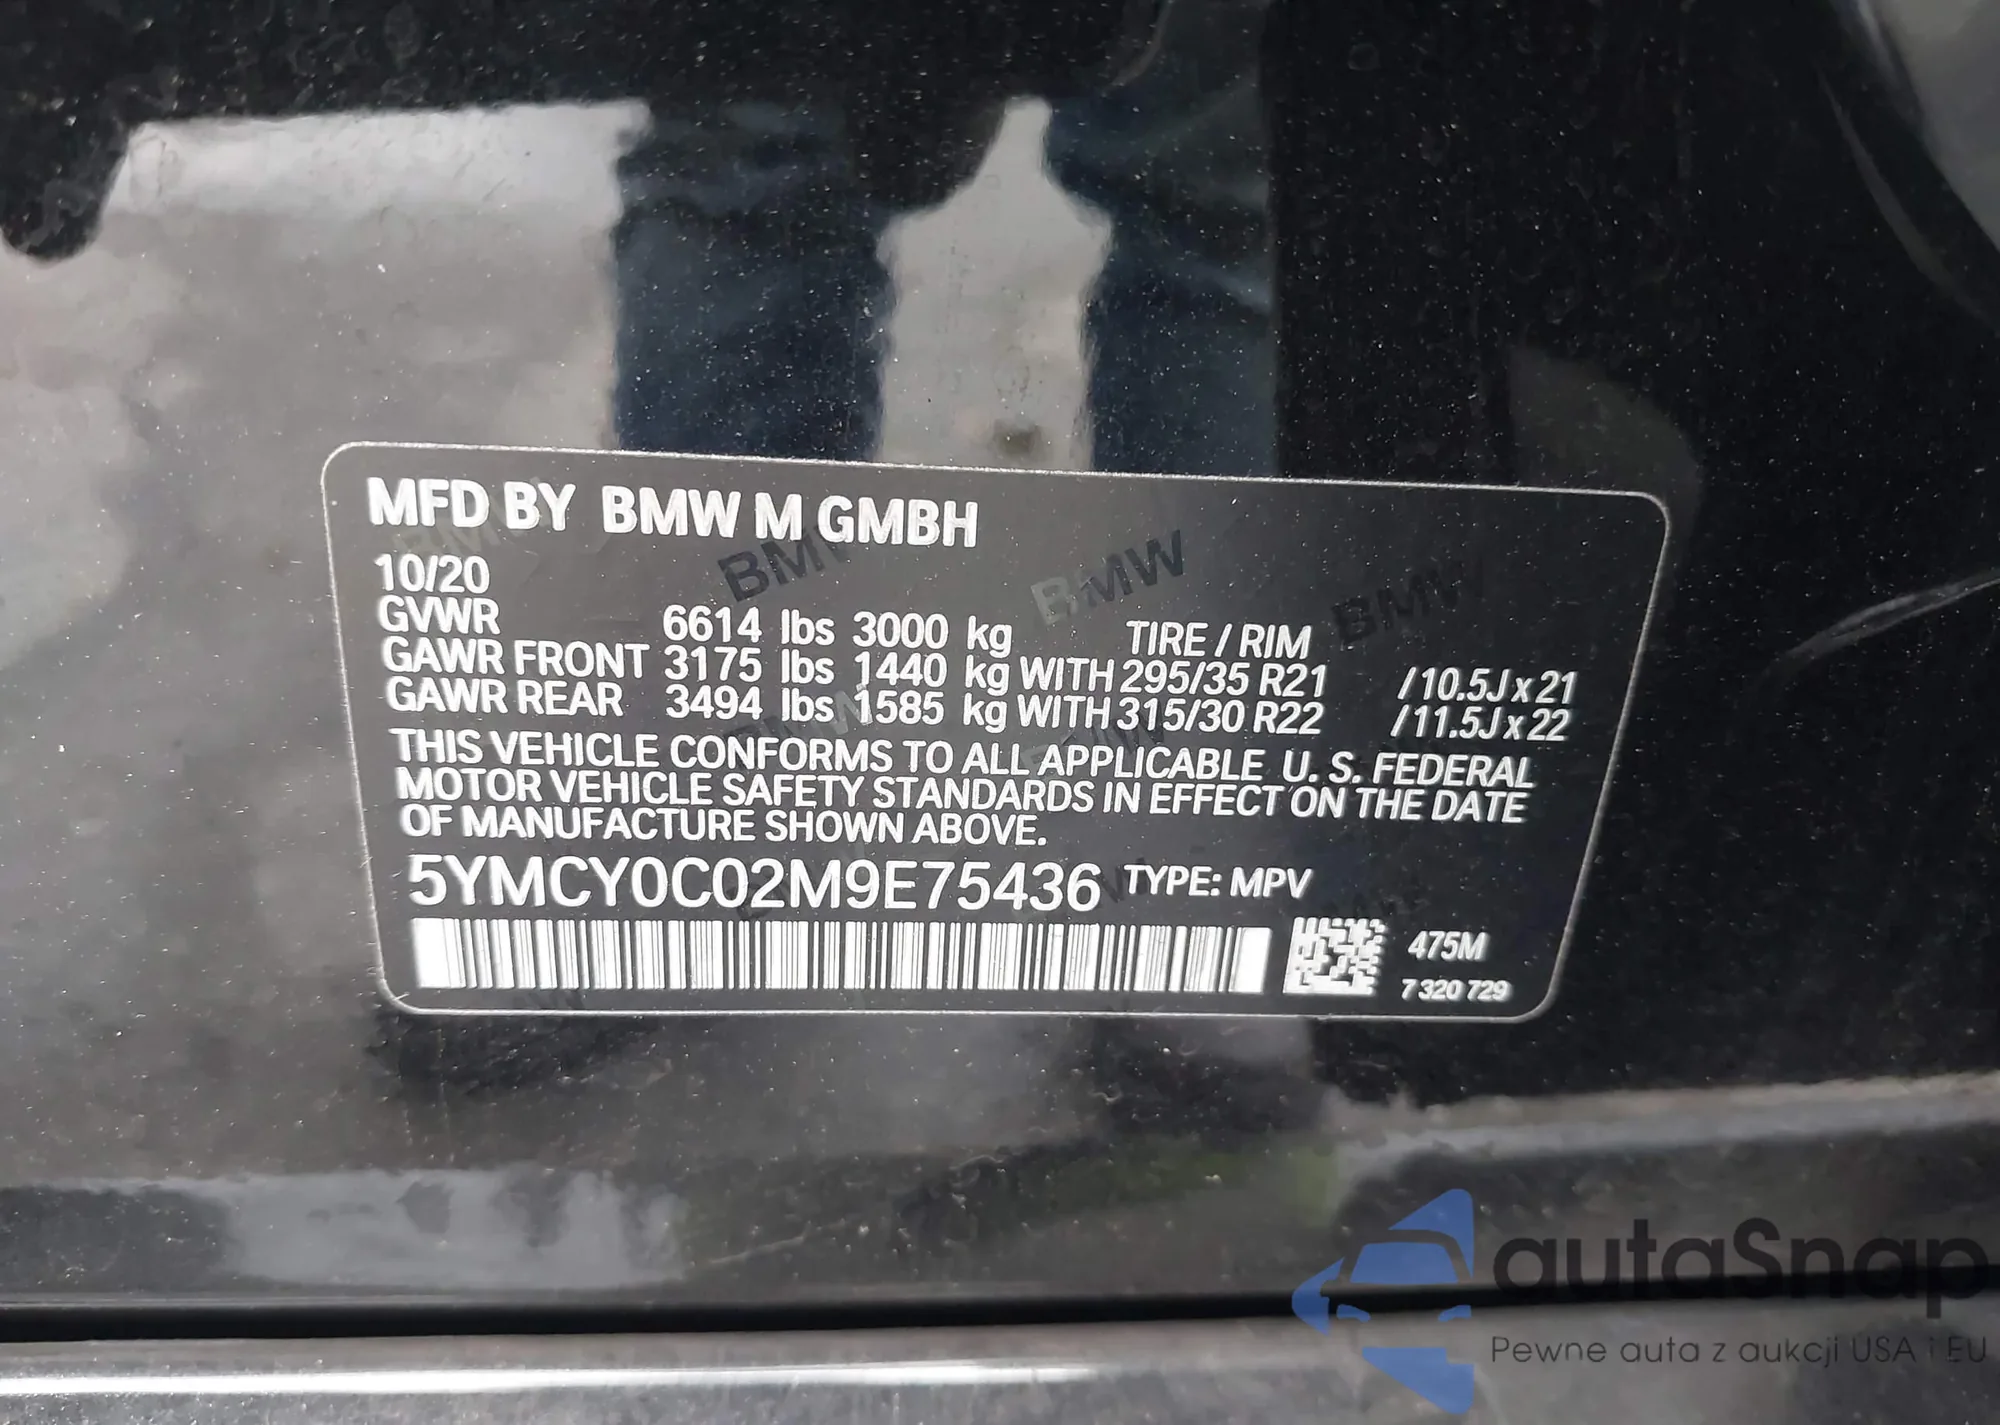 MFD BY BMW M GMBH
10/20
GVWR 6614 lbs 3000 kg TIRE / RIM
GAWR FRONT 3175 lbs 1440 kg WITH 295/35 R21 /10.5J x 21
GAWR REAR 3494 lbs 1585 kg WITH 315/30 R22 /11.5J x 22
THIS VEHICLE CONFORMS TO ALL APPLICABLE U. S. FEDERAL
MOTOR VEHICLE SAFETY STANDARDS IN EFFECT ON THE DATE
OF MANUFACTURE SHOWN ABOVE.
5YMCY0C02M9E75436 TYPE: MPV
475M
7 320 729
BMW
BMW
BMW
autaSnap
Pewne auta z aukcji USA i EU